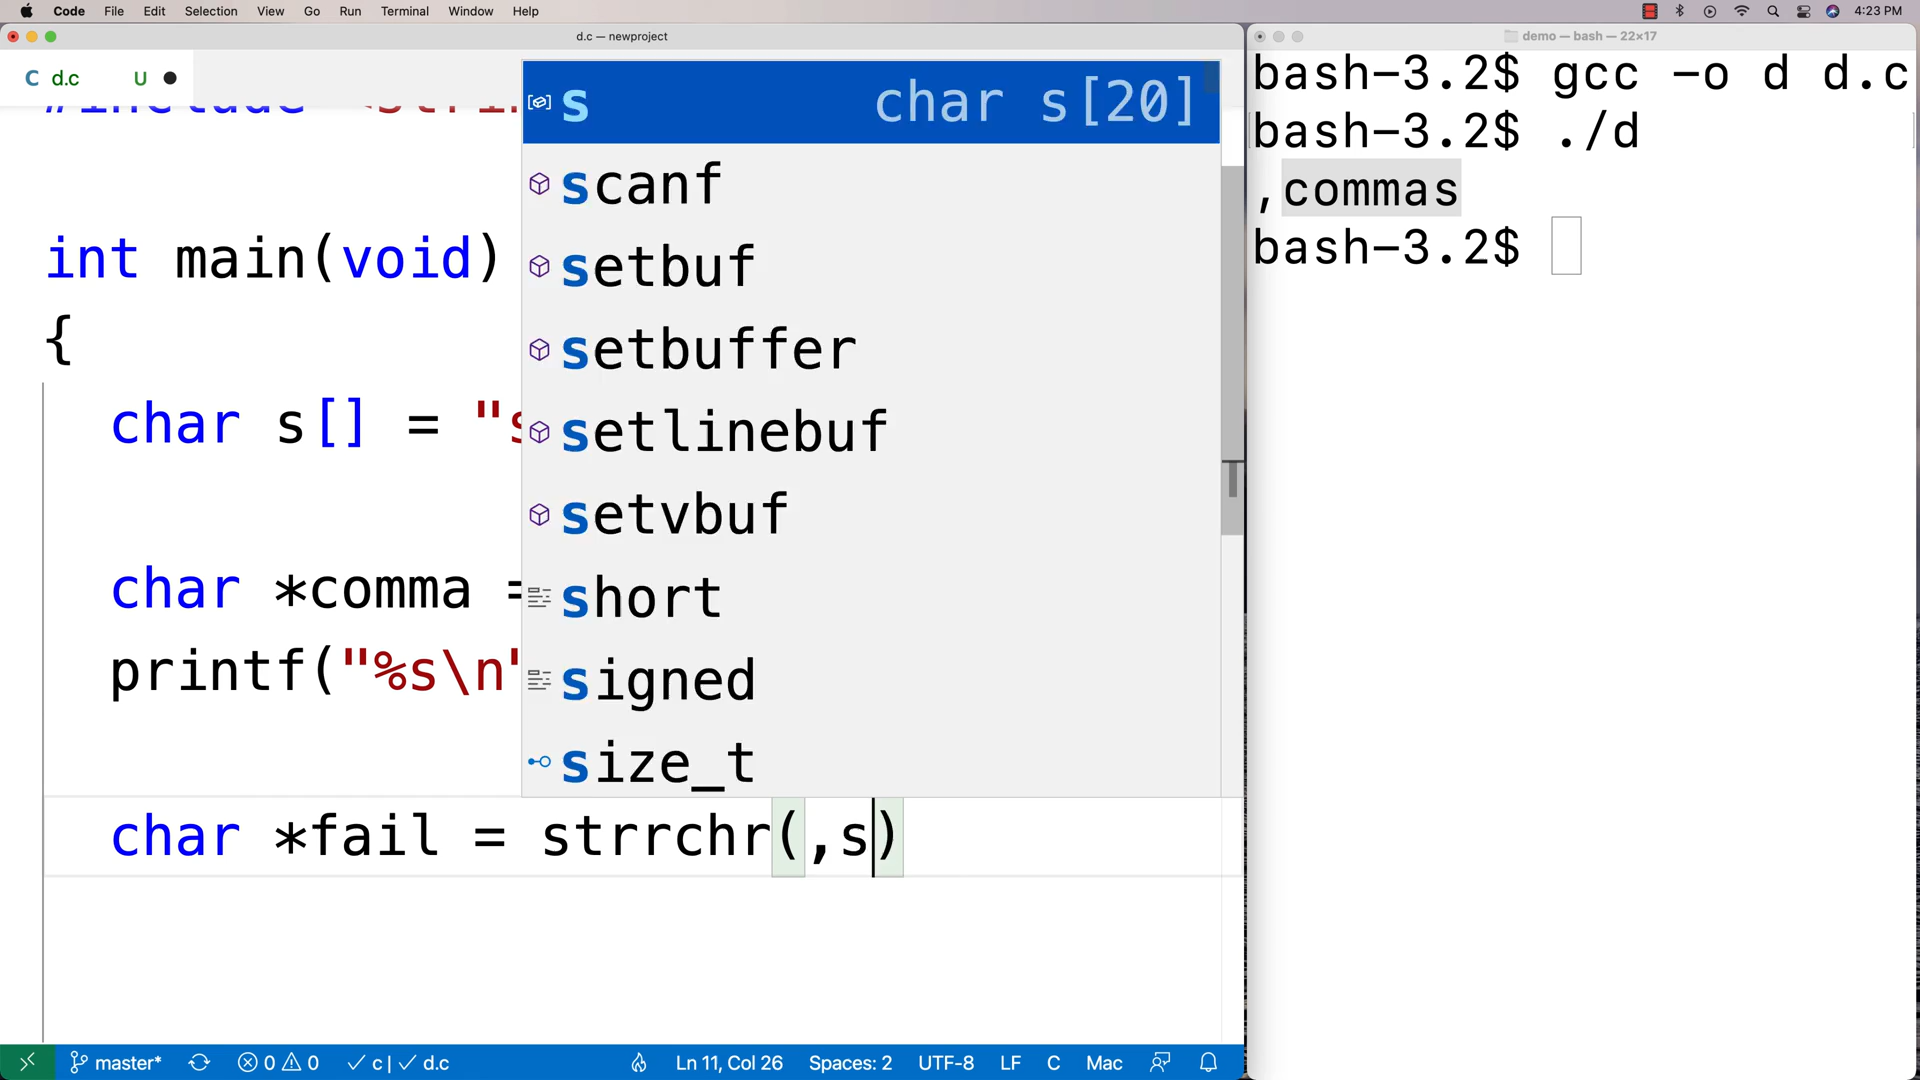 Code File Edit Selection View Go Run Terminal Window Help 4:23 PM
d.c — newproject
C d.c U
int main(void)
{
char s[] = "s
char *comma =
printf("%s\n"
char *fail = strrchr(,s)
s char s[20]
scanf
setbuf
setbuffer
setlinebuf
setvbuf
short
signed
size_t
master* 0 0 c | d.c Ln 11, Col 26 Spaces: 2 UTF-8 LF C Mac
demo — bash — 22×17
bash-3.2$ gcc -o d d.c
bash-3.2$ ./d
,commas
bash-3.2$